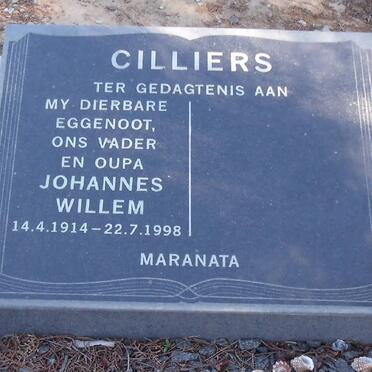 CILLIERS
TER GEDAGTENIS AAN
MY DIERBARE
EGGENOOT,
ONS VADER
EN OUPA
JOHANNES
WILLEM
14.4.1914 – 22.7.1998
MARANATA